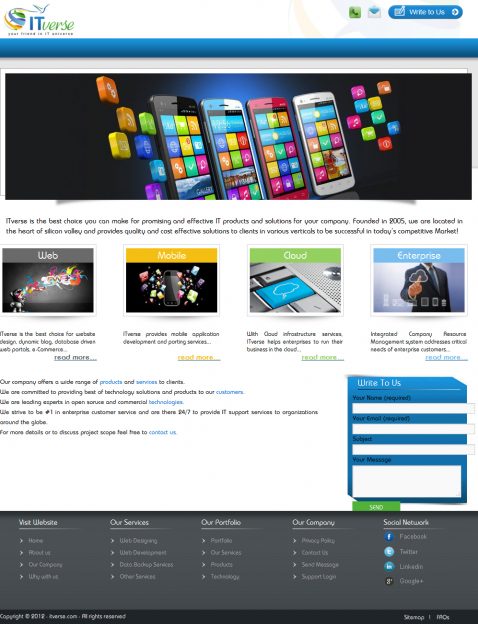 ITverse
your friend in IT universe
Write to Us
ITverse is the best choice you can make for promising and effective IT products and solutions for your company. Founded in 2005, we are located in
the heart of silicon valley and provides quality and cost effective solutions to clients in various verticals to be successful in today's competitive Market!
Web
Mobile
Cloud
Enterprise
ITverse is the best choice for website
design, dynamic blog, database driven
web portals, e-Commerce...
read more...
ITverse provides mobile application
development and porting services...
read more...
With Cloud infrastructure services,
ITverse helps enterprises to run their
business in the cloud...
read more...
Integrated Company Resource
Management system addresses critical
needs of enterprise customers...
read more...
Our company offers a wide range of products and services to clients.
We are committed to providing best of technology solutions and products to our customers.
We are leading experts in open soruce and commercial technologies.
We strive to be #1 in enterprise customer service and are there 24/7 to provide IT support services to organizations
around the globe.
For more details or to discuss project scope feel free to contact us.
Write To Us
Your Name (required)
Your Email (required)
Subject
Your Message
SEND
Visit Website
Home
About us
Our Company
Why with us
Our Services
Web Designing
Web Development
Data Backup Services
Other Services
Our Portfolio
Portfolio
Our Services
Products
Technology
Our Company
Privacy Policy
Contact Us
Send Message
Support Login
Social Network
Facebook
Twitter
Linkedin
Google+
Copyright © 2012 - itverse.com - All rights reserved
Sitemap | FAQs